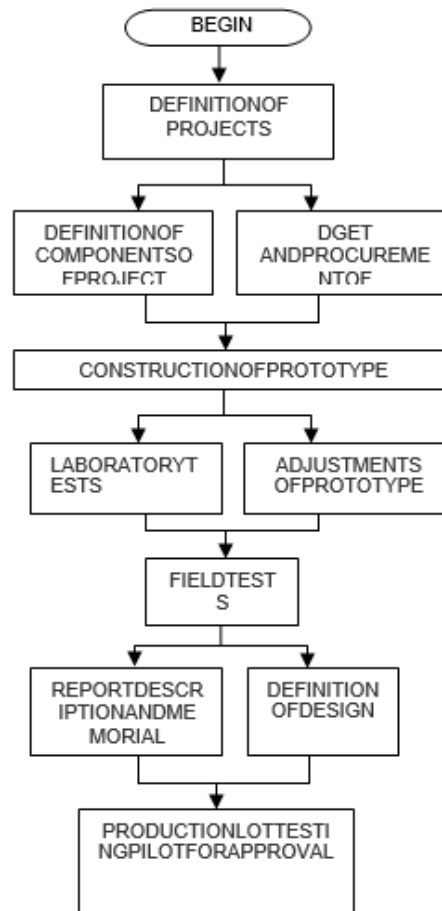 BEGIN
DEFINITIONOF
PROJECTS
DEFINITIONOF
COMPONENTSO
FPROJECT
DGET
ANDPROCUREME
NTOF
CONSTRUCTIONOFPROTOTYPE
LABORATORYT
ESTS
ADJUSTMENTS
OFPROTOTYPE
FIELDTEST
S
REPORTDESCR
IPTIONANDME
MORIAL
DEFINITION
OFDESIGN
PRODUCTIONLOTTESTI
NGPILOTFORAPPROVAL